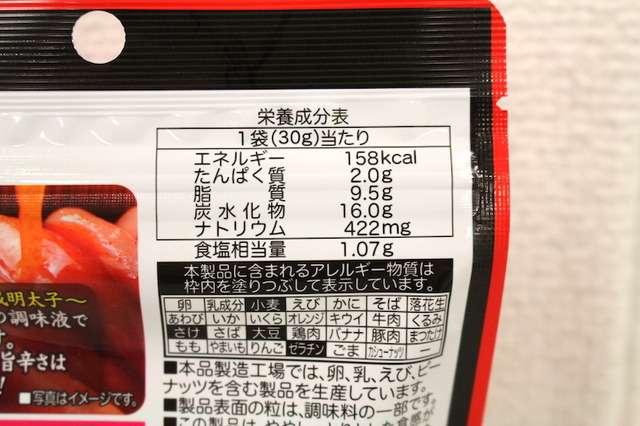 栄養成分表
1袋(30g)当たり
エネルギー 158kcal
たんぱく質 2.0g
脂質 9.5g
炭水化物 16.0g
ナトリウム 422mg
食塩相当量 1.07g
本製品に含まれるアレルギー物質は
枠内を塗りつぶして表示しています。
卵 乳成分 小麦 えび かに そば 落花生
あわび いか いくら オレンジ キウイ 牛肉 くるみ
さけ さば 大豆 鶏肉 バナナ 豚肉 まつたけ
もも やまいも りんご ゼラチン ごま カシューナッツ ー
■本品製造工場では、卵、乳、えび、ピー
ナッツを含む製品を生産しています。
■製品表面の粒は、調味料の一部です。
明太子〜
の調味液で
す。
旨辛さは
!
■写真はイメージです。